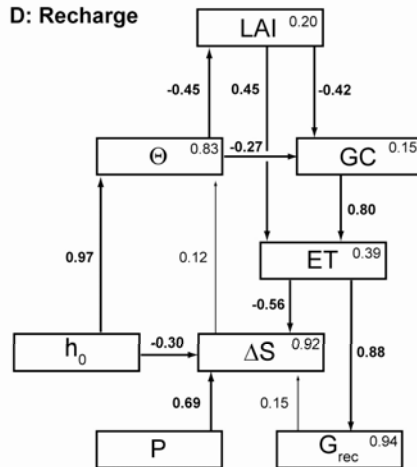 D: Recharge
LAI 0.20
-0.45 0.45 -0.42
Θ 0.83 -0.27 GC 0.15
0.80
0.97 0.12 ET 0.39
-0.56
h0 -0.30 ΔS 0.92 0.88
0.69 0.15
P Grec 0.94